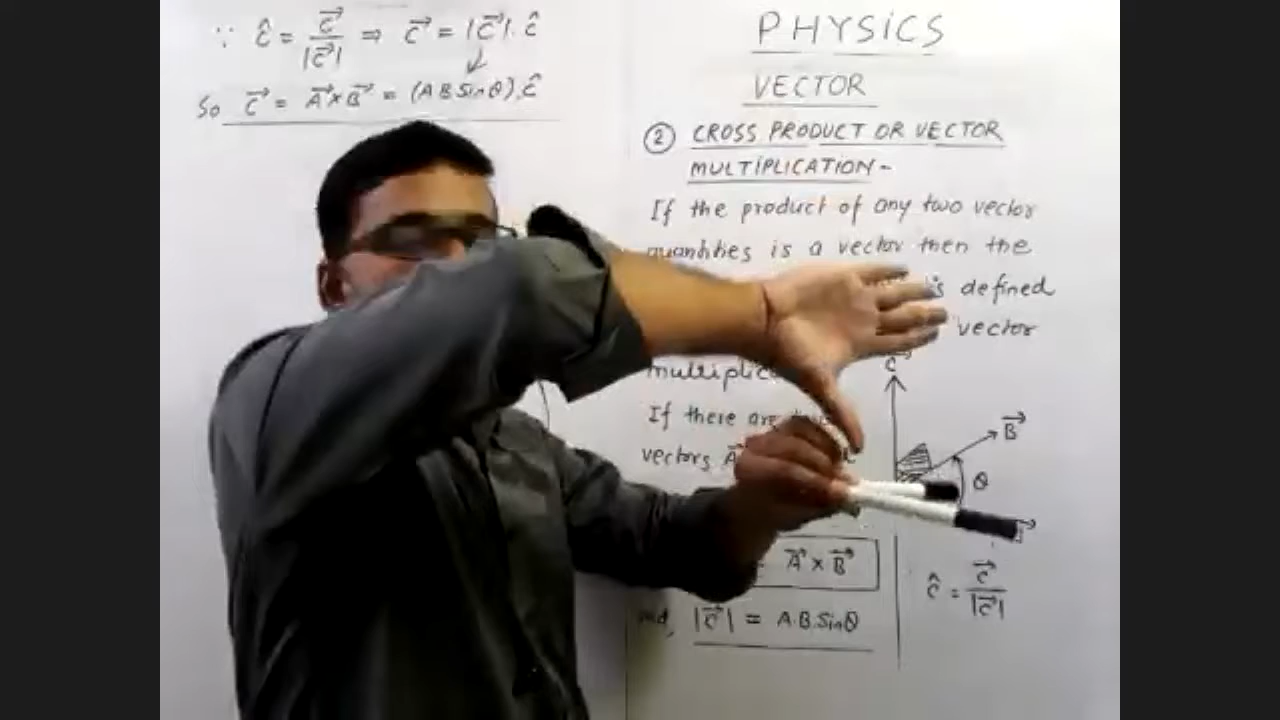 ∵ ĉ = C⃗ / |C⃗| ⇒ C⃗ = |C⃗|. ĉ
So C⃗ = A⃗ × B⃗ = (A B Sin θ). ĉ
PHYSICS
VECTOR
② CROSS PRODUCT OR VECTOR
MULTIPLICATION -
If the product of any two vector
quantities is a vector then the
is defined
vector
If there are
vectors A⃗
C⃗
B⃗
θ
A⃗ × B⃗
|C⃗| = A.B.Sinθ
ĉ = C⃗ / |C⃗|